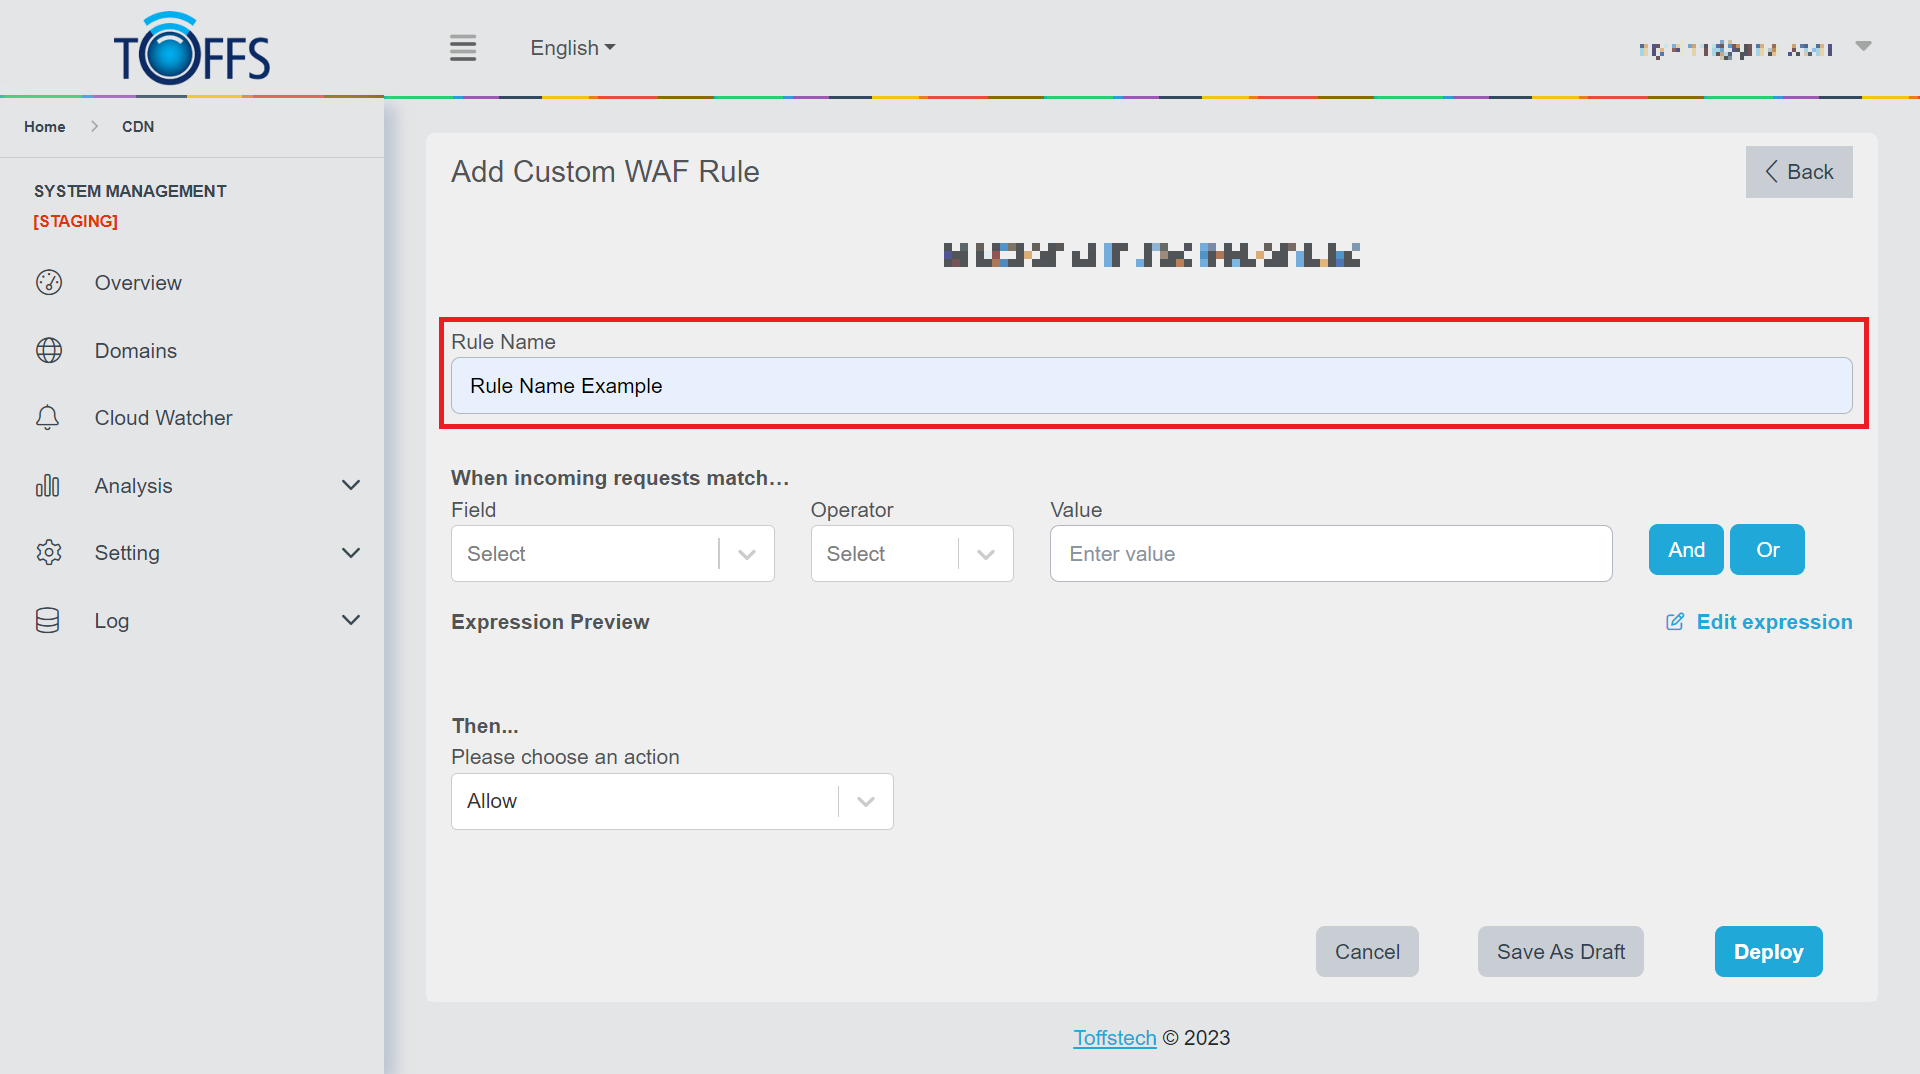 TOFFS
English
Home > CDN
SYSTEM MANAGEMENT
[STAGING]
Overview
Domains
Cloud Watcher
Analysis
Setting
Log
Add Custom WAF Rule
Back
Rule Name
Rule Name Example
When incoming requests match...
Field
Operator
Value
Select
Select
Enter value
And
Or
Expression Preview
Edit expression
Then...
Please choose an action
Allow
Cancel
Save As Draft
Deploy
Toffstech © 2023